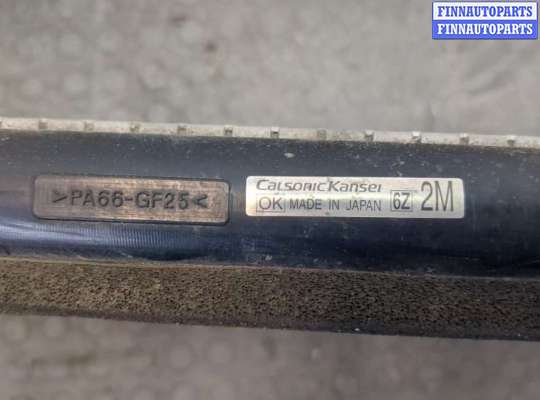 FINNAUTOPARTS
FINNAUTOPARTS
>PA66-GF25<
CalsonicKansei
OK MADE IN JAPAN 6Z 2M